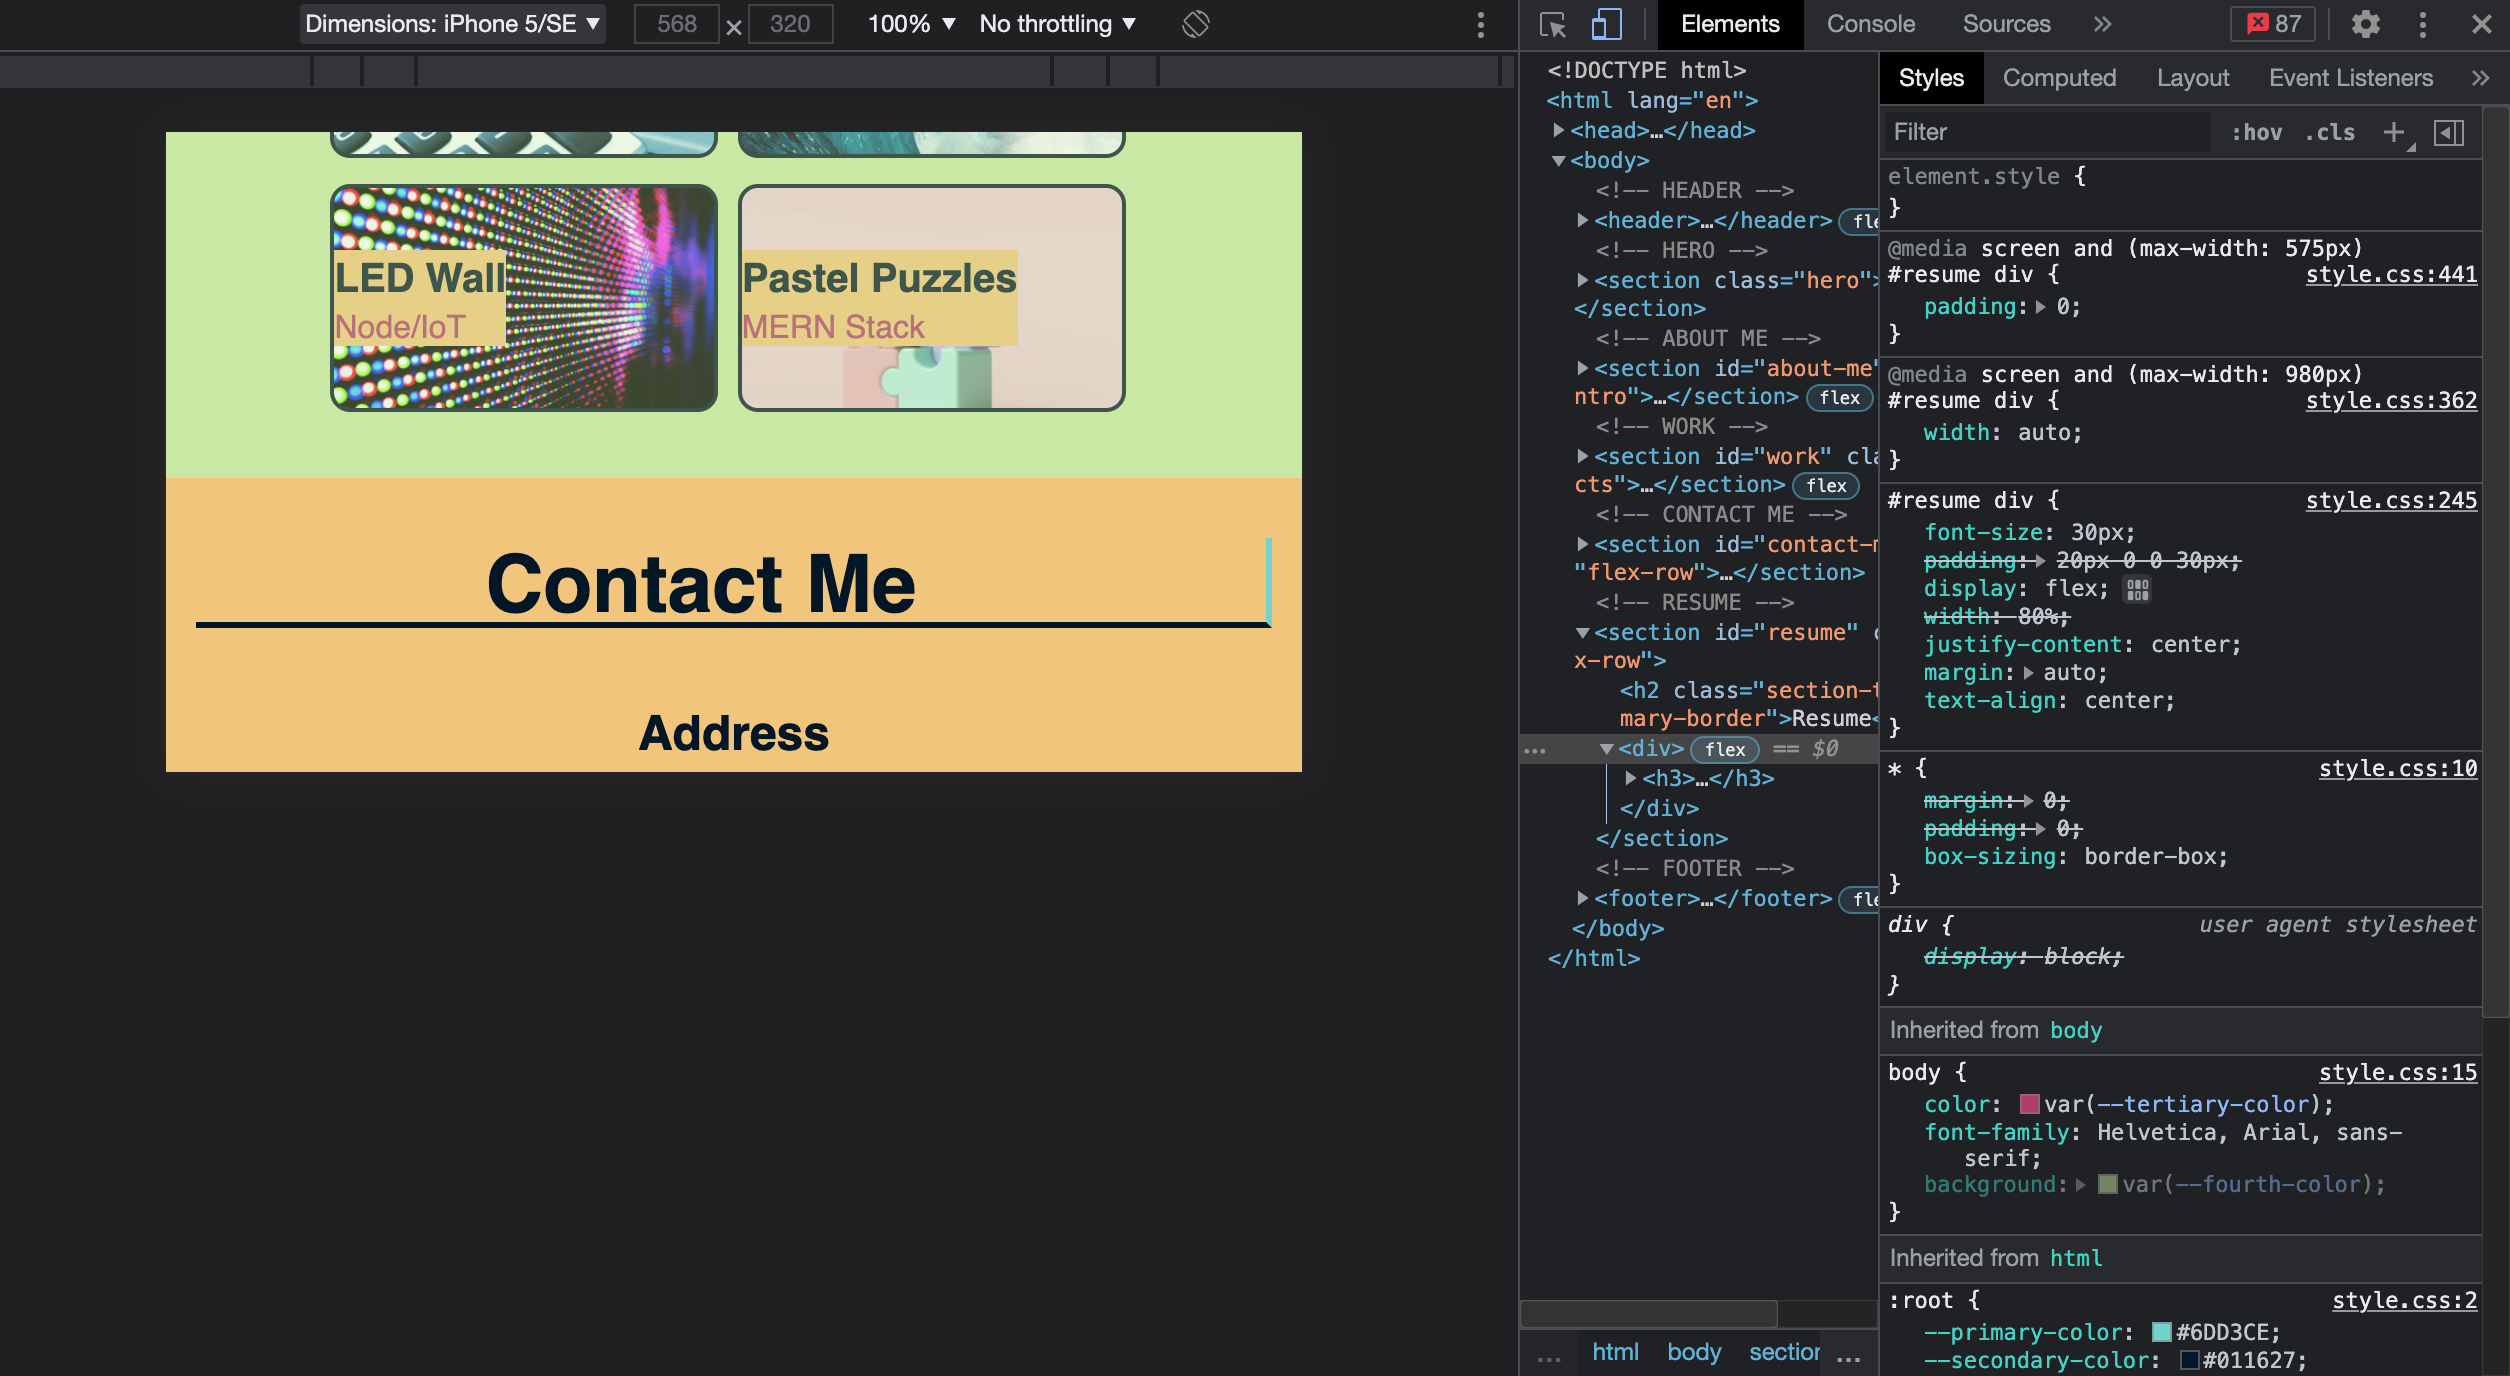 Dimensions: iPhone 5/SE ▼ 568 × 320 100% ▼ No throttling ▼
LED Wall
Node/IoT
Pastel Puzzles
MERN Stack
Contact Me
Address
Elements Console Sources » 87
<!DOCTYPE html>
<html lang="en">
<head>…</head>
<body>
<!-- HEADER -->
<header>…</header> fle
<!-- HERO -->
<section class="hero">
</section>
<!-- ABOUT ME -->
<section id="about-me"
ntro">…</section> flex
<!-- WORK -->
<section id="work" cla
cts">…</section> flex
<!-- CONTACT ME -->
<section id="contact-m
"flex-row">…</section>
<!-- RESUME -->
<section id="resume" c
x-row">
<h2 class="section-t
mary-border">Resume<
… <div> flex == $0
<h3>…</h3>
</div>
</section>
<!-- FOOTER -->
<footer>…</footer> fle
</body>
</html>
… html body section …
Styles Computed Layout Event Listeners »
Filter :hov .cls +
element.style {
}
@media screen and (max-width: 575px)
#resume div { style.css:441
padding: 0;
}
@media screen and (max-width: 980px)
#resume div { style.css:362
width: auto;
}
#resume div { style.css:245
font-size: 30px;
padding: 20px 0 0 30px;
display: flex;
width: 80%;
justify-content: center;
margin: auto;
text-align: center;
}
* { style.css:10
margin: 0;
padding: 0;
box-sizing: border-box;
}
div { user agent stylesheet
display: block;
}
Inherited from body
body { style.css:15
color: var(--tertiary-color);
font-family: Helvetica, Arial, sans-
serif;
background: var(--fourth-color);
}
Inherited from html
:root { style.css:2
--primary-color: #6DD3CE;
--secondary-color: #011627;